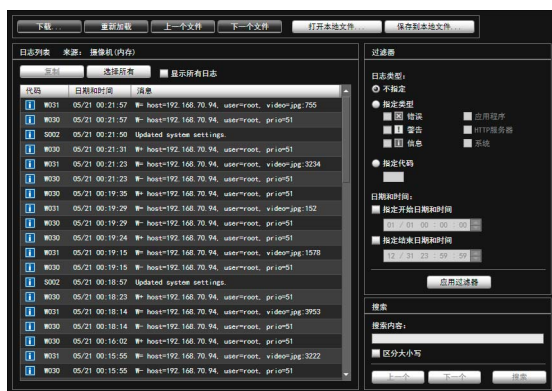 下载... 重新加载 上一个文件 下一个文件 打开本地文件... 保存到本地文件...
日志列表 来源: 摄像机(内存)
复制 选择所有 显示所有日志
代码 日期和时间 消息
W031 05/21 00:21:57 W- host=192.168.70.94, user=root, video=jpg:755
W030 05/21 00:21:57 W- host=192.168.70.94, user=root, prio=51
S002 05/21 00:21:50 Updated system settings.
W030 05/21 00:21:31 W+ host=192.168.70.94, user=root, prio=51
W031 05/21 00:21:23 W- host=192.168.70.94, user=root, video=jpg:3234
W030 05/21 00:21:23 W- host=192.168.70.94, user=root, prio=51
W030 05/21 00:19:35 W+ host=192.168.70.94, user=root, prio=51
W031 05/21 00:19:29 W- host=192.168.70.94, user=root, video=jpg:152
W030 05/21 00:19:29 W- host=192.168.70.94, user=root, prio=51
W030 05/21 00:19:24 W+ host=192.168.70.94, user=root, prio=51
W031 05/21 00:19:15 W- host=192.168.70.94, user=root, video=jpg:1578
W030 05/21 00:19:15 W- host=192.168.70.94, user=root, prio=51
S002 05/21 00:18:57 Updated system settings.
W030 05/21 00:18:23 W+ host=192.168.70.94, user=root, prio=51
W031 05/21 00:18:14 W- host=192.168.70.94, user=root, video=jpg:3953
W030 05/21 00:18:14 W- host=192.168.70.94, user=root, prio=51
W030 05/21 00:16:02 W+ host=192.168.70.94, user=root, prio=51
W031 05/21 00:15:55 W- host=192.168.70.94, user=root, video=jpg:3222
W030 05/21 00:15:55 W- host=192.168.70.94, user=root, prio=51
过滤器
日志类型:
不指定
指定类型
错误 应用程序
警告 HTTP服务器
信息 系统
指定代码
日期和时间:
指定开始日期和时间
01 / 01 00 : 00 : 00
指定结束日期和时间
12 / 31 23 : 59 : 59
应用过滤器
搜索
搜索内容:
区分大小写
上一个 下一个 搜索